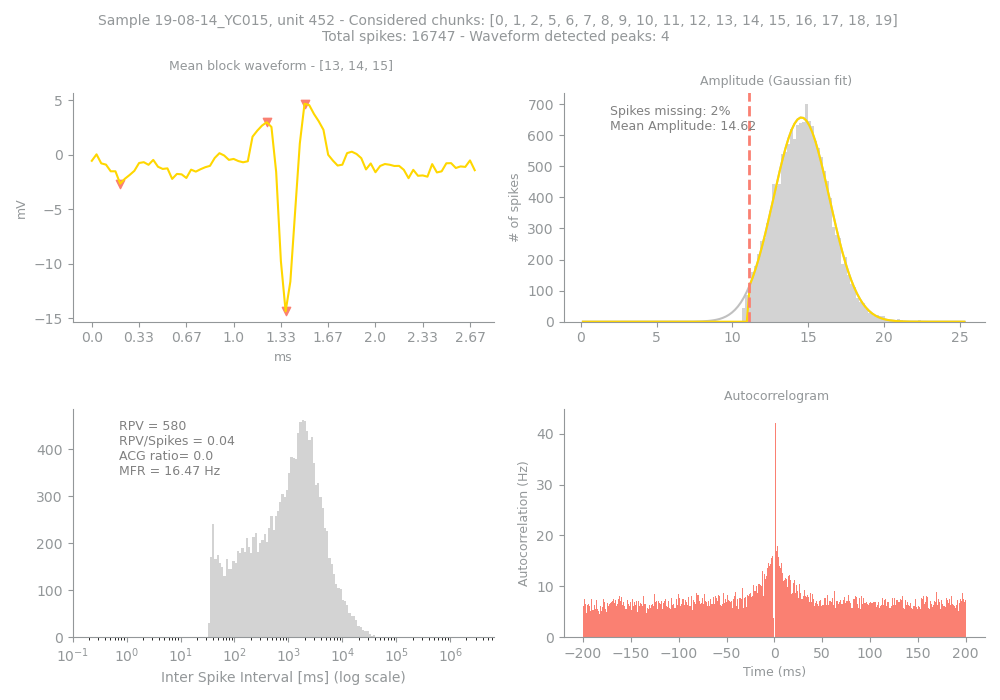 Sample 19-08-14_YC015, unit 452 - Considered chunks: [0, 1, 2, 5, 6, 7, 8, 9, 10, 11, 12, 13, 14, 15, 16, 17, 18, 19]
Total spikes: 16747 - Waveform detected peaks: 4
Mean block waveform - [13, 14, 15]
5
0
−5
−10
−15
mV
0.0 0.33 0.67 1.0 1.33 1.67 2.0 2.33 2.67
ms
Amplitude (Gaussian fit)
Spikes missing: 2%
Mean Amplitude: 14.62
700
600
500
400
300
200
100
0
# of spikes
0 5 10 15 20 25
RPV = 580
RPV/Spikes = 0.04
ACG ratio= 0.0
MFR = 16.47 Hz
400
300
200
100
0
10⁻¹ 10⁰ 10¹ 10² 10³ 10⁴ 10⁵ 10⁶
Inter Spike Interval [ms] (log scale)
Autocorrelogram
40
30
20
10
0
Autocorrelation (Hz)
−200 −150 −100 −50 0 50 100 150 200
Time (ms)